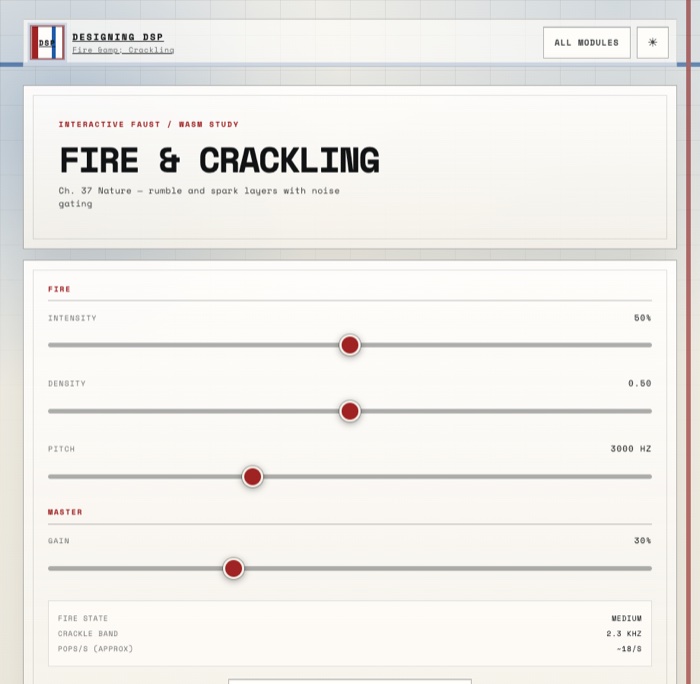 DSP
DESIGNING DSP
Fire &amp; Crackling
ALL MODULES
INTERACTIVE FAUST / WASM STUDY
FIRE & CRACKLING
Ch. 37 Nature — rumble and spark layers with noise
gating
FIRE
INTENSITY 50%
DENSITY 0.50
PITCH 3000 HZ
MASTER
GAIN 30%
FIRE STATE MEDIUM
CRACKLE BAND 2.3 KHZ
POPS/S (APPROX) ~18/S